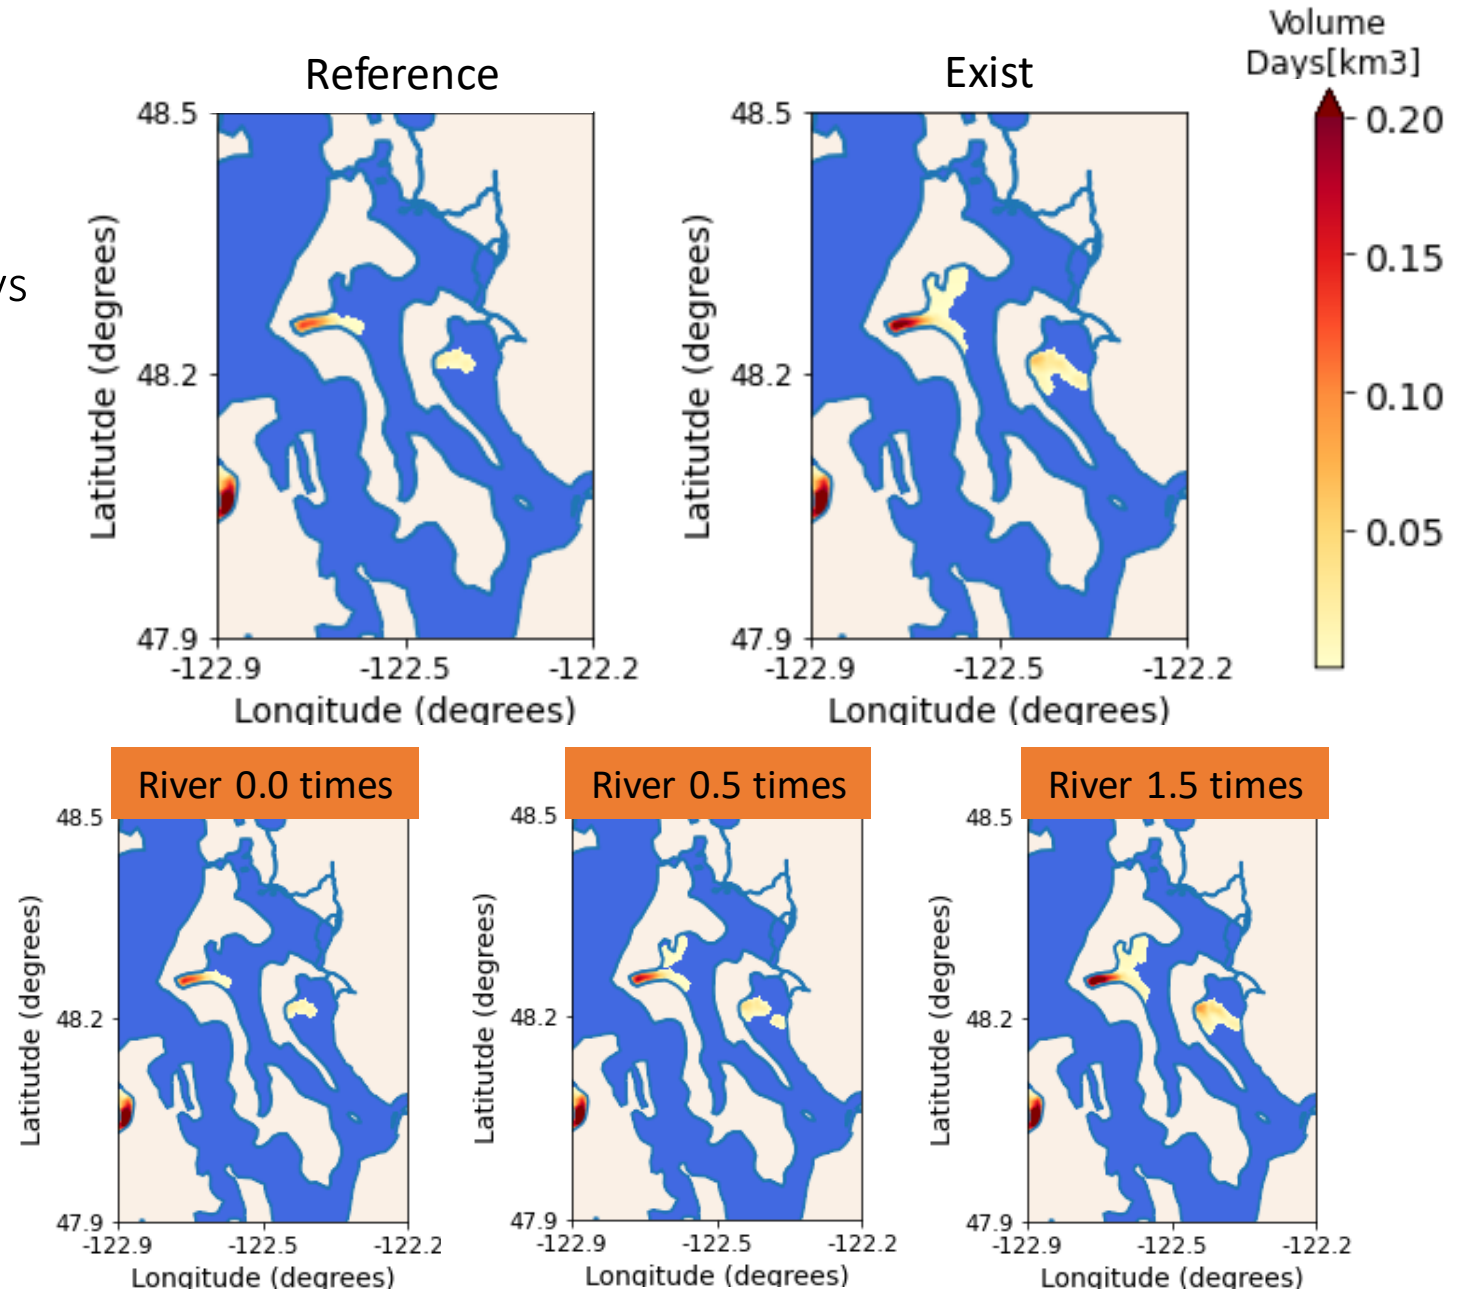 Volume
Days[km3]
Reference
Exist
48.5
48.2
47.9
-122.9
-122.5
-122.2
Latitutde (degrees)
Longitude (degrees)
48.5
48.2
47.9
-122.9
-122.5
-122.2
Latitutde (degrees)
Longitude (degrees)
0.20
0.15
0.10
0.05
ys
River 0.0 times
River 0.5 times
River 1.5 times
48.5
48.2
47.9
-122.9
-122.5
-122.2
Latitutde (degrees)
Longitude (degrees)
48.5
48.2
47.9
-122.9
-122.5
-122.2
Latitutde (degrees)
Longitude (degrees)
48.5
48.2
47.9
-122.9
-122.5
-122.2
Latitutde (degrees)
Longitude (degrees)